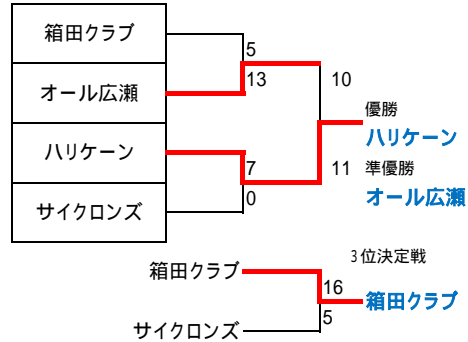 箱田クラブ
5
13
オール広瀬
10
優勝
ハリケーン
ハリケーン
7
11 準優勝
0
オール広瀬
サイクロンズ
3位決定戦
箱田クラブ
16
箱田クラブ
5
サイクロンズ